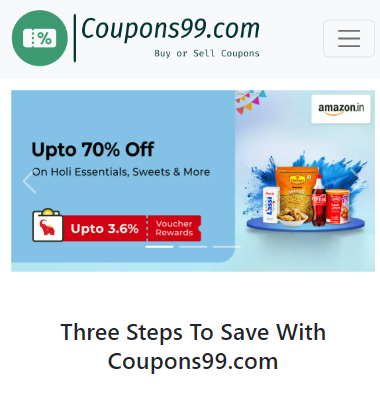 %
Coupons99.com
Buy or Sell Coupons
amazon.in
Upto 70% Off
On Holi Essentials, Sweets & More
Upto 3.6%
Voucher
Rewards
Three Steps To Save With
Coupons99.com